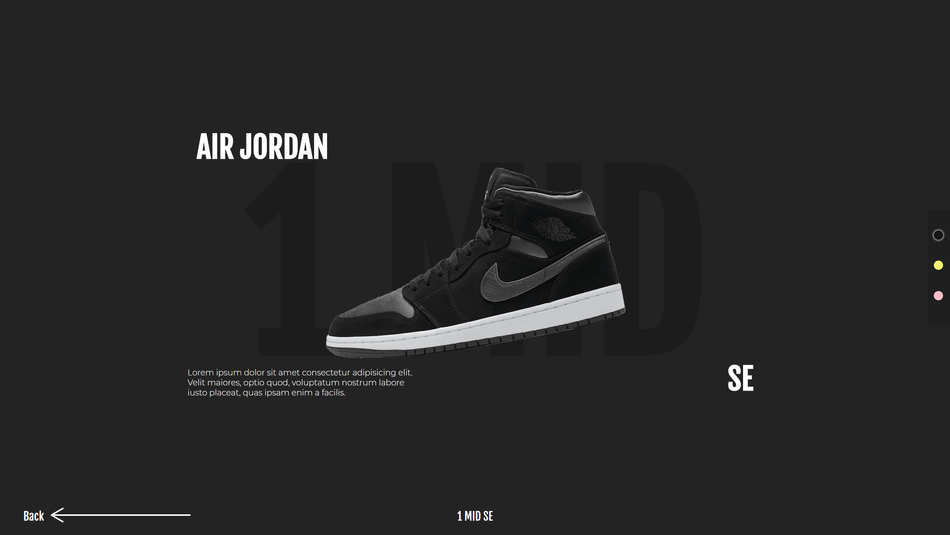 AIR JORDAN
1 MID
Lorem ipsum dolor sit amet consectetur adipisicing elit.
Velit maiores, optio quod, voluptatum nostrum labore
iusto placeat, quas ipsam enim a facilis.
SE
Back
1 MID SE